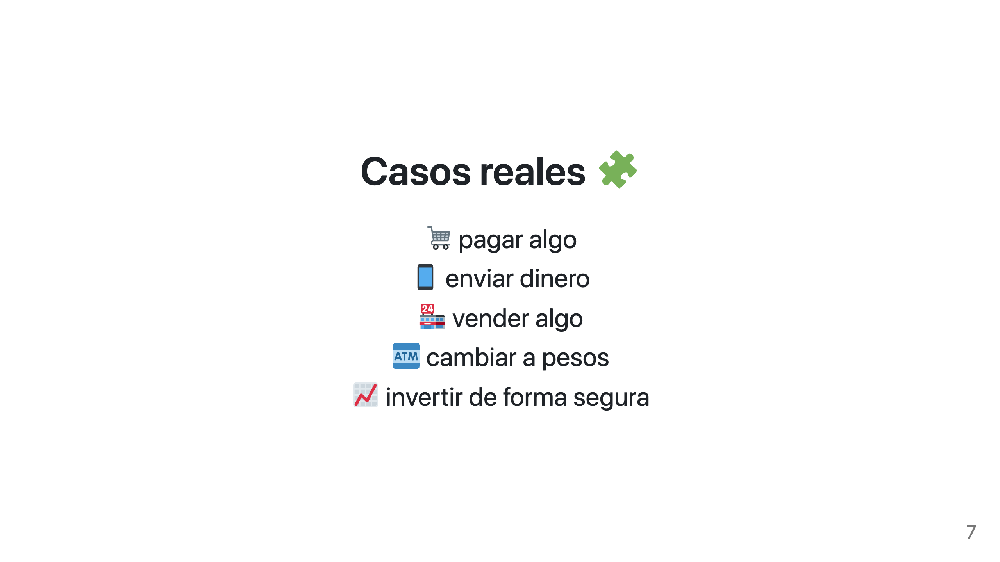 Casos reales 🧩
🛒 pagar algo
📱 enviar dinero
🏪 vender algo
🏧 cambiar a pesos
📈 invertir de forma segura
7